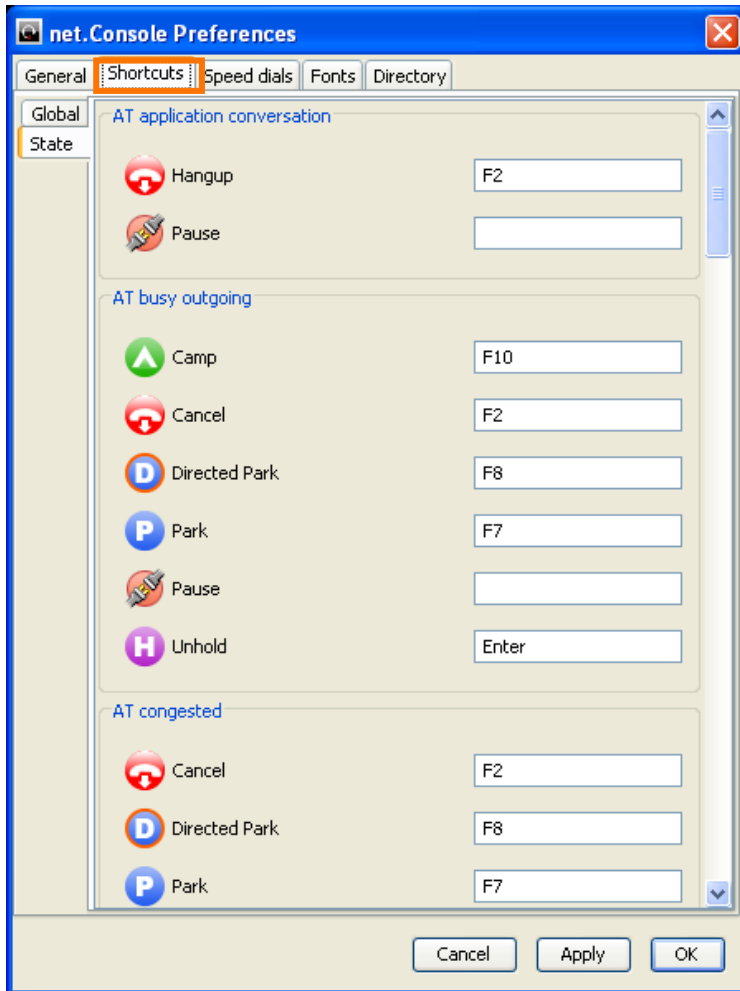 net.Console Preferences
General Shortcuts Speed dials Fonts Directory
Global
State
AT application conversation
Hangup F2
Pause
AT busy outgoing
Camp F10
Cancel F2
D Directed Park F8
P Park F7
Pause
H Unhold Enter
AT congested
Cancel F2
D Directed Park F8
P Park F7
Cancel Apply OK